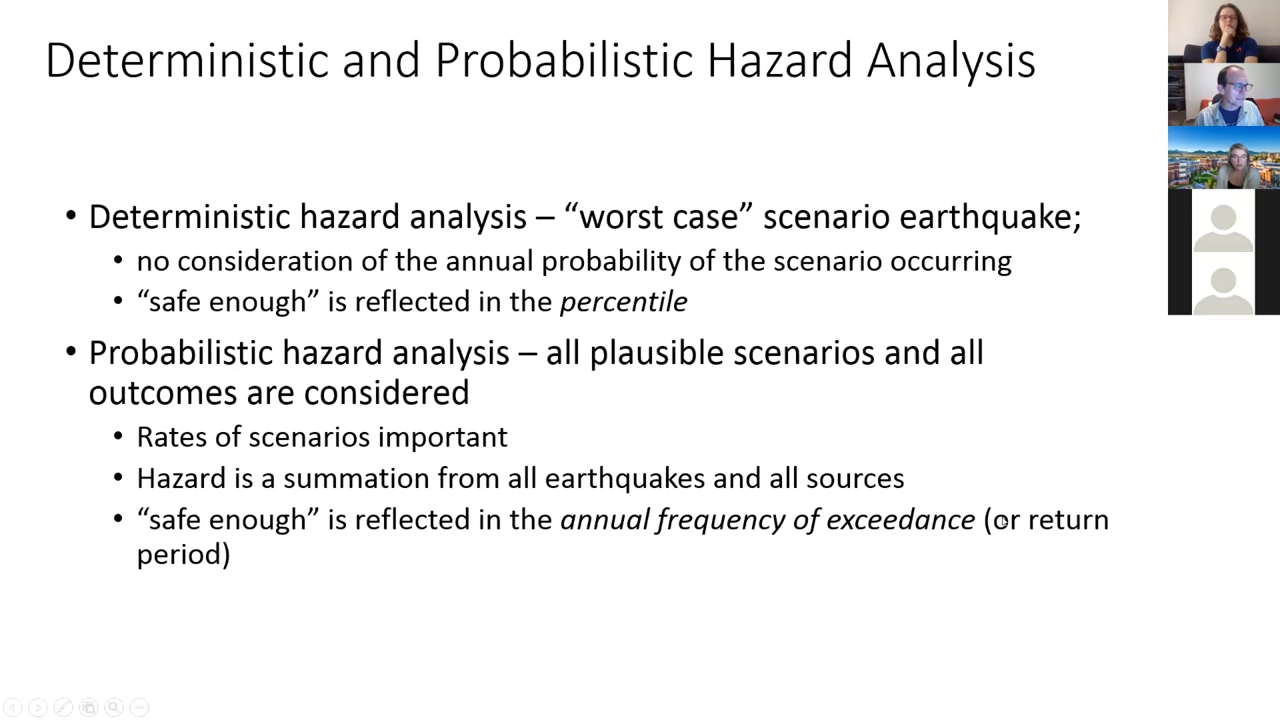 Deterministic and Probabilistic Hazard Analysis
• Deterministic hazard analysis – “worst case” scenario earthquake;
• no consideration of the annual probability of the scenario occurring
• “safe enough” is reflected in the percentile
• Probabilistic hazard analysis – all plausible scenarios and all
outcomes are considered
• Rates of scenarios important
• Hazard is a summation from all earthquakes and all sources
• “safe enough” is reflected in the annual frequency of exceedance (or return
period)